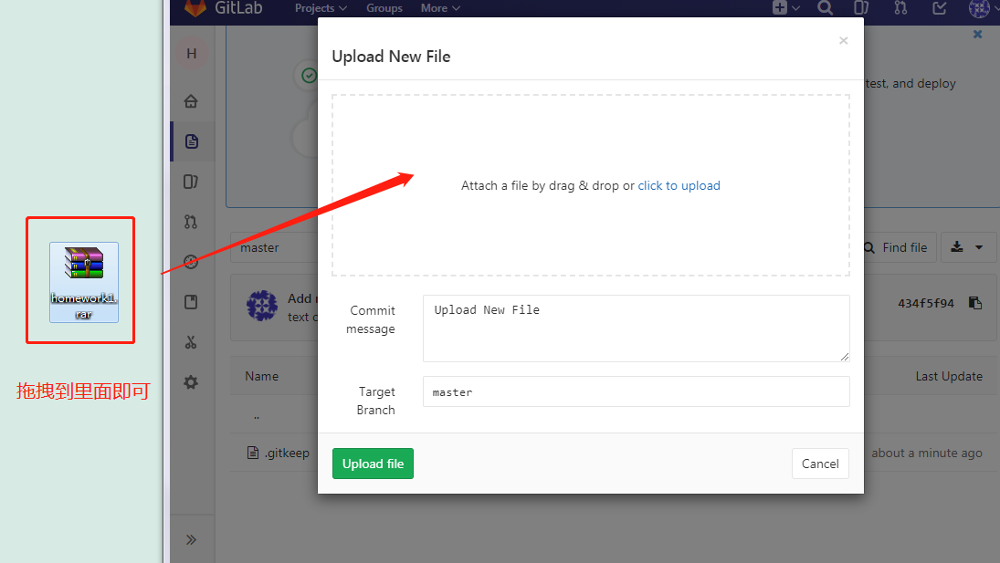 GitLab
Projects
Groups
More
H
test, and deploy
Upload New File
Attach a file by drag & drop or click to upload
master
Find file
homework1.
rar
拖拽到里面即可
Add
text
434f5f94
Commit
message
Upload New File
Target
Branch
master
Name
Last Update
..
.gitkeep
about a minute ago
Upload file
Cancel